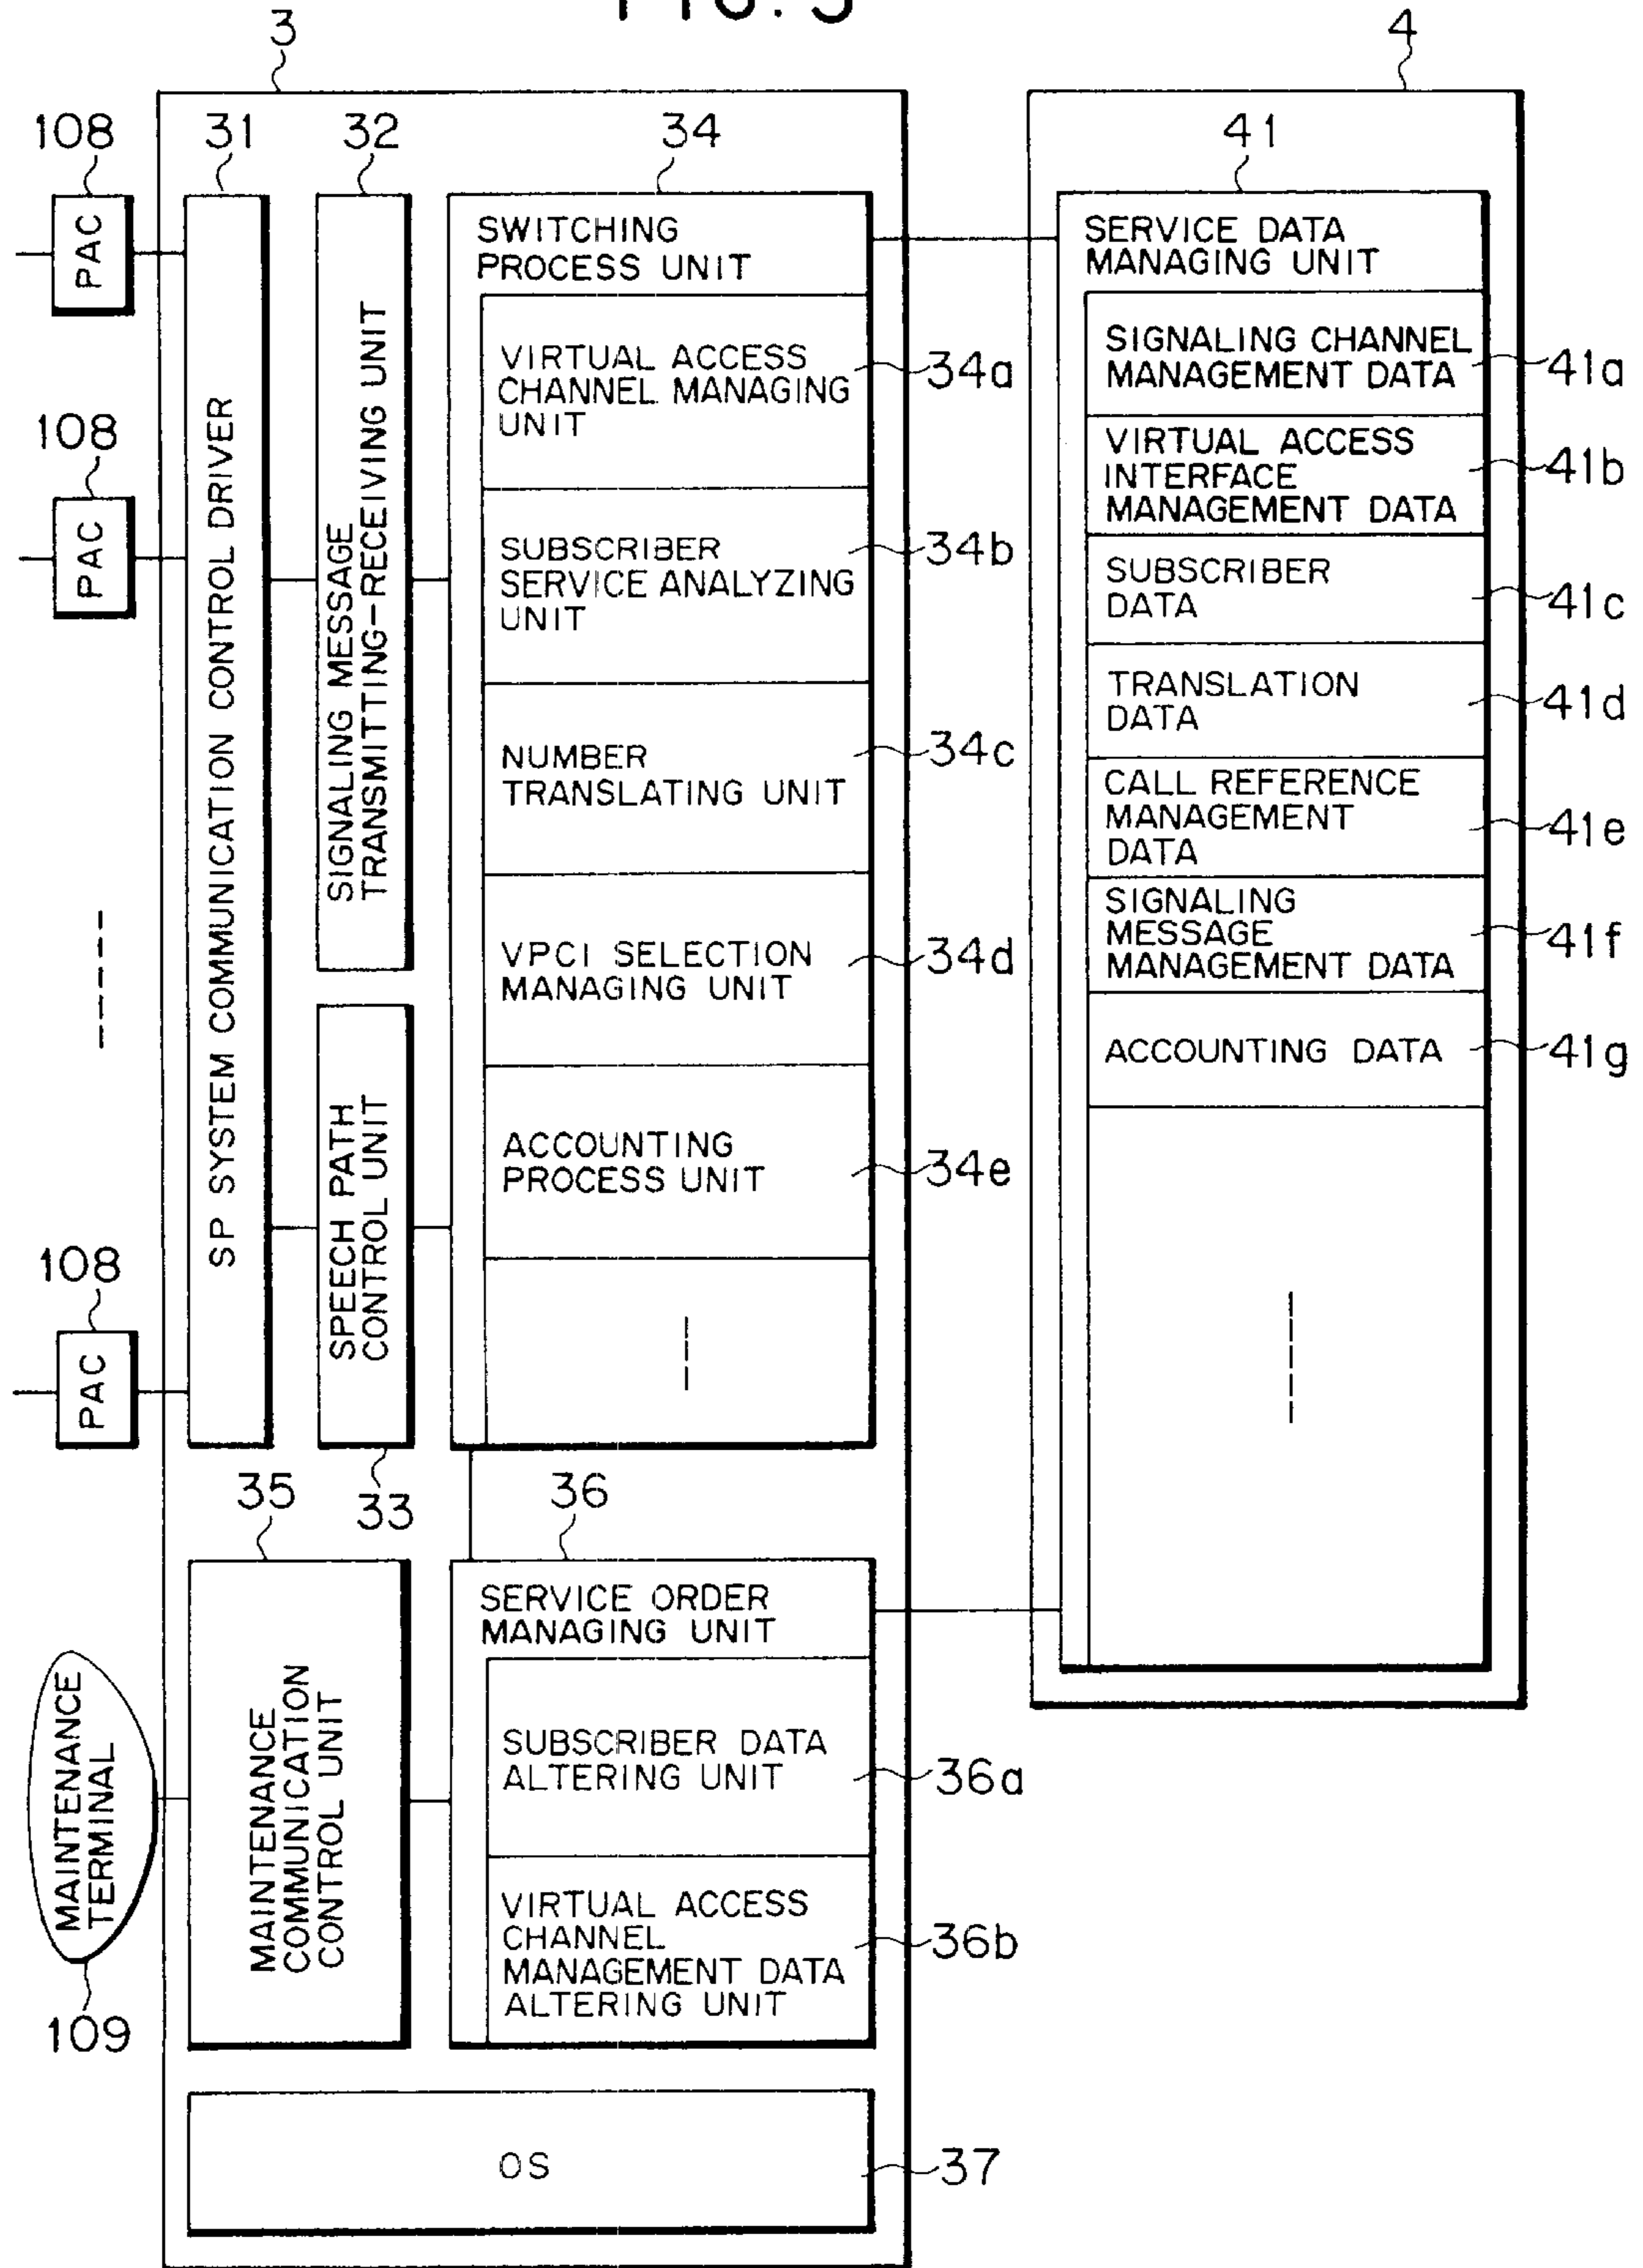 FIG. 3
3
4
108
31
32
34
41
PAC
SP SYSTEM COMMUNICATION CONTROL DRIVER
SIGNALING MESSAGE
TRANSMITTING-RECEIVING UNIT
SWITCHING
PROCESS UNIT
VIRTUAL ACCESS
CHANNEL MANAGING
UNIT
34a
SUBSCRIBER
SERVICE ANALYZING
UNIT
34b
NUMBER
TRANSLATING UNIT
34c
VPCI SELECTION
MANAGING UNIT
34d
ACCOUNTING
PROCESS UNIT
34e
SERVICE DATA
MANAGING UNIT
SIGNALING CHANNEL
MANAGEMENT DATA
41a
VIRTUAL ACCESS
INTERFACE
MANAGEMENT DATA
41b
SUBSCRIBER
DATA
41c
TRANSLATION
DATA
41d
CALL REFERENCE
MANAGEMENT
DATA
41e
SIGNALING
MESSAGE
MANAGEMENT DATA
41f
ACCOUNTING DATA
41g
108
PAC
108
PAC
SPEECH PATH
CONTROL UNIT
33
35
36
MAINTENANCE
TERMINAL
109
MAINTENANCE
COMMUNICATION
CONTROL UNIT
SERVICE ORDER
MANAGING UNIT
SUBSCRIBER DATA
ALTERING UNIT
36a
VIRTUAL ACCESS
CHANNEL
MANAGEMENT DATA
ALTERING UNIT
36b
OS
37